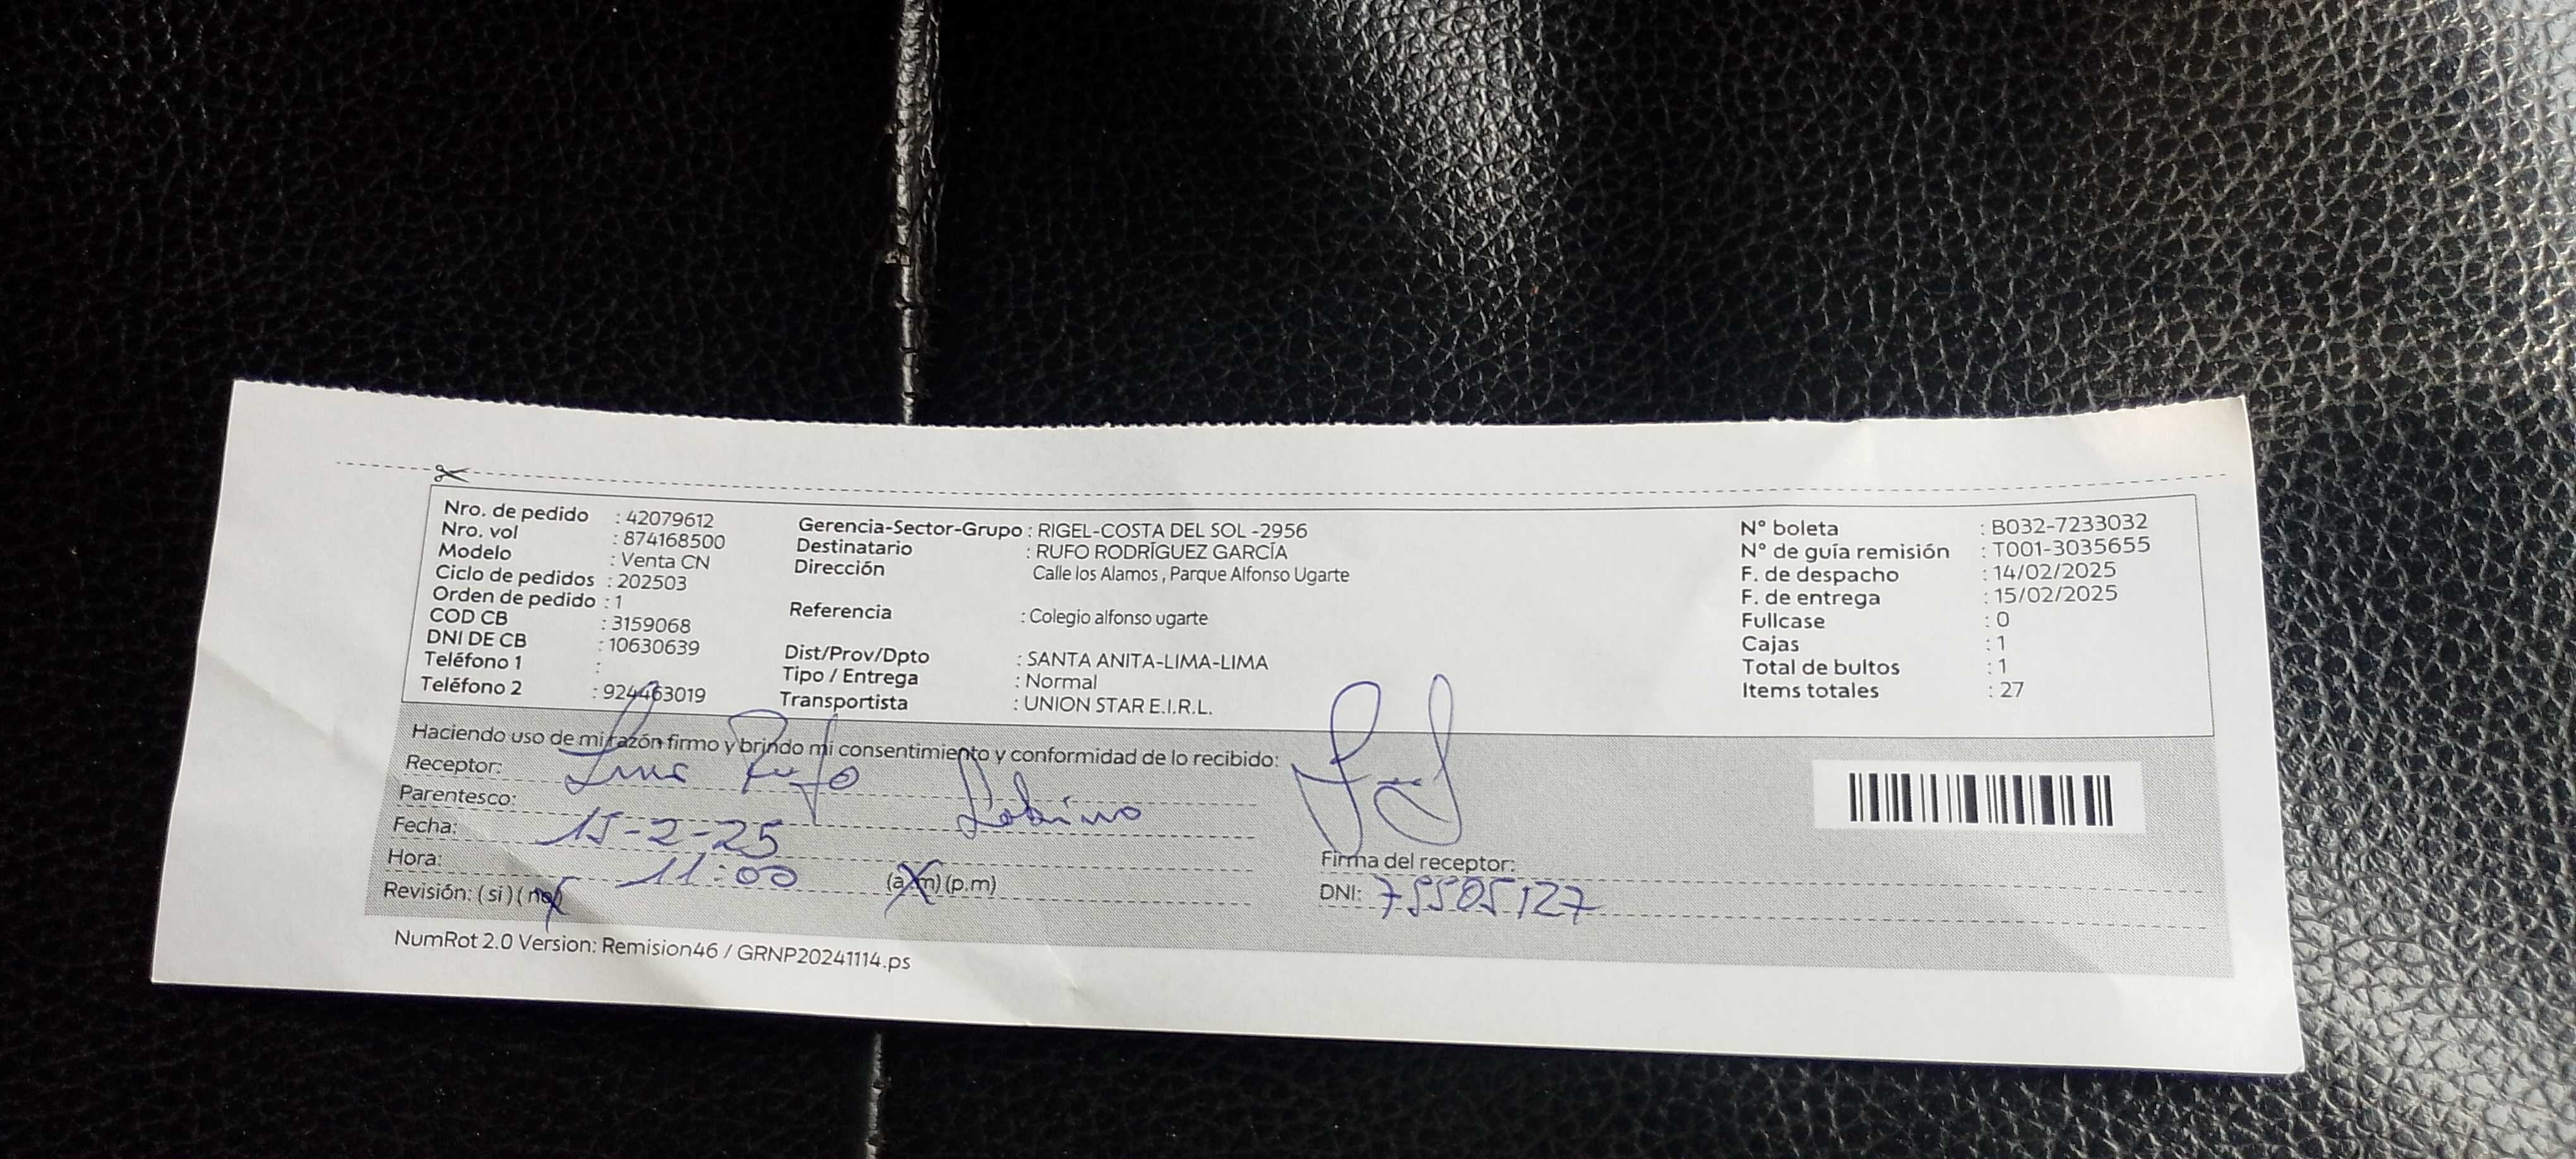 Nro. de pedido : 42079612
Nro. vol : 874168500
Modelo : Venta CN
Ciclo de pedidos : 202503
Orden de pedido : 1
COD CB : 3159068
DNI DE CB : 10630639
Teléfono 1 :
Teléfono 2 : 924463019
Gerencia-Sector-Grupo : RIGEL-COSTA DEL SOL -2956
Destinatario : RUFO RODRÍGUEZ GARCÍA
Dirección Calle los Alamos , Parque Alfonso Ugarte
Referencia : Colegio alfonso ugarte
Dist/Prov/Dpto : SANTA ANITA-LIMA-LIMA
Tipo / Entrega : Normal
Transportista : UNION STAR E.I.R.L.
N° boleta : B032-7233032
N° de guía remisión : T001-3035655
F. de despacho : 14/02/2025
F. de entrega : 15/02/2025
Fullcase : 0
Cajas : 1
Total de bultos : 1
Items totales : 27
Haciendo uso de mi razón firmo y brindo mi consentimiento y conformidad de lo recibido:
Receptor: Luis Rufo
Parentesco: Sobrino
Fecha: 15-2-25
Hora: 11:00 (a.m) (p.m)
Revisión: ( si ) ( no )
Firma del receptor:
DNI: 75505127
NumRot 2.0 Version: Remision46 / GRNP20241114.ps